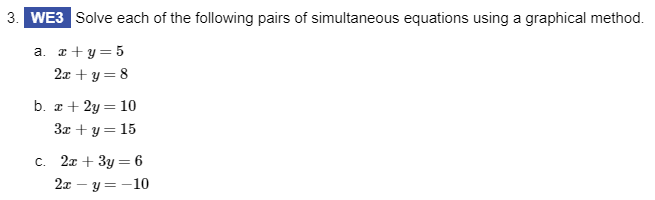 3. WE3 Solve each of the following pairs of simultaneous equations using a graphical method.
a. x + y = 5
2x + y = 8
b. x + 2y = 10
3x + y = 15
c. 2x + 3y = 6
2x − y = −10